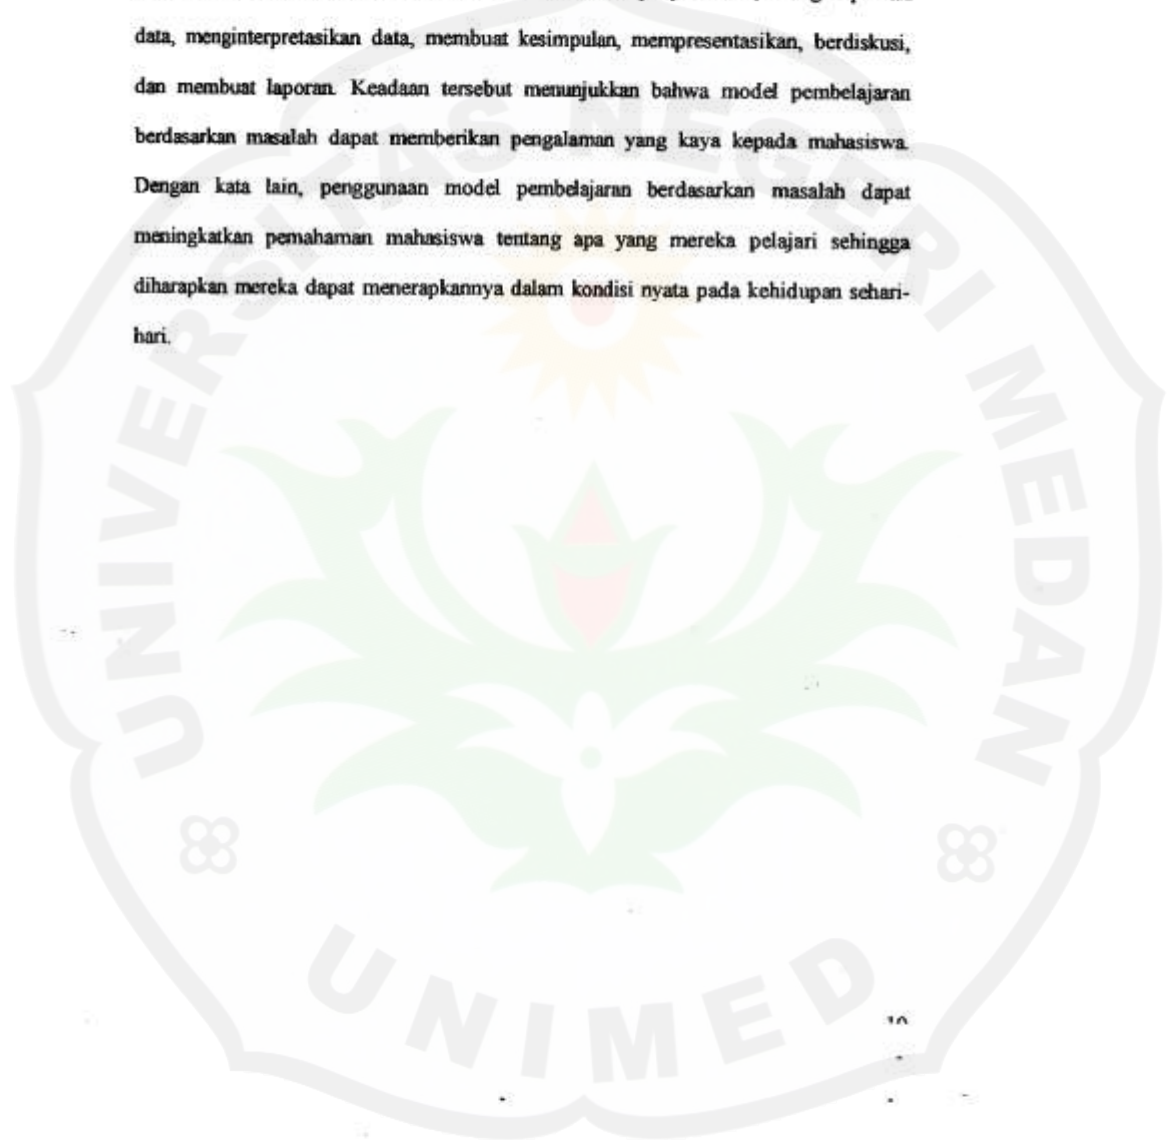 data, menginterpretasikan data, membuat kesimpulan, mempresentasikan, berdiskusi,
dan membuat laporan. Keadaan tersebut menunjukkan bahwa model pembelajaran
berdasarkan masalah dapat memberikan pengalaman yang kaya kepada mahasiswa.
Dengan kata lain, penggunaan model pembelajaran berdasarkan masalah dapat
meningkatkan pemahaman mahasiswa tentang apa yang mereka pelajari sehingga
diharapkan mereka dapat menerapkannya dalam kondisi nyata pada kehidupan sehari-
hari.
UNIVERSITAS NEGERI MEDAN
UNIMED